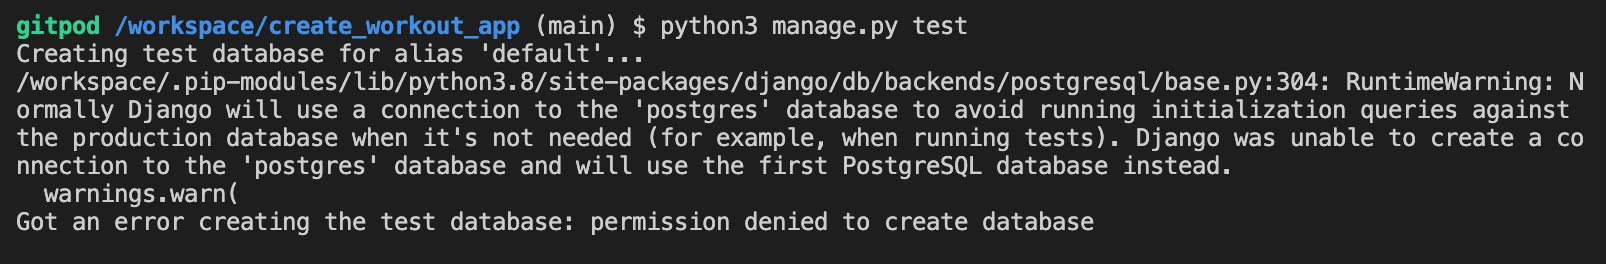 gitpod /workspace/create_workout_app (main) $ python3 manage.py test
Creating test database for alias 'default'...
/workspace/.pip-modules/lib/python3.8/site-packages/django/db/backends/postgresql/base.py:304: RuntimeWarning: N
ormally Django will use a connection to the 'postgres' database to avoid running initialization queries against
the production database when it's not needed (for example, when running tests). Django was unable to create a co
nnection to the 'postgres' database and will use the first PostgreSQL database instead.
  warnings.warn(
Got an error creating the test database: permission denied to create database